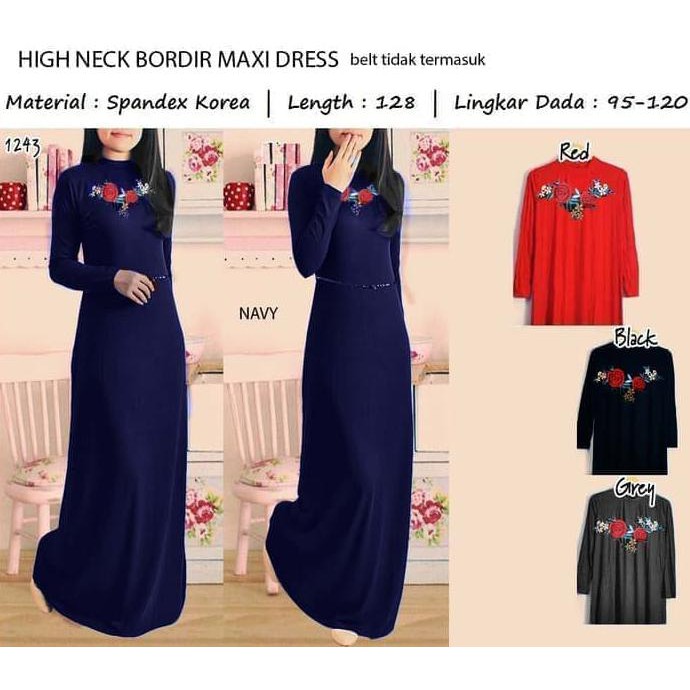 HIGH NECK BORDIR MAXI DRESS belt tidak termasuk
Material : Spandex Korea | Length : 128 | Lingkar Dada : 95-120
1243
Red
NAVY
Black
Grey